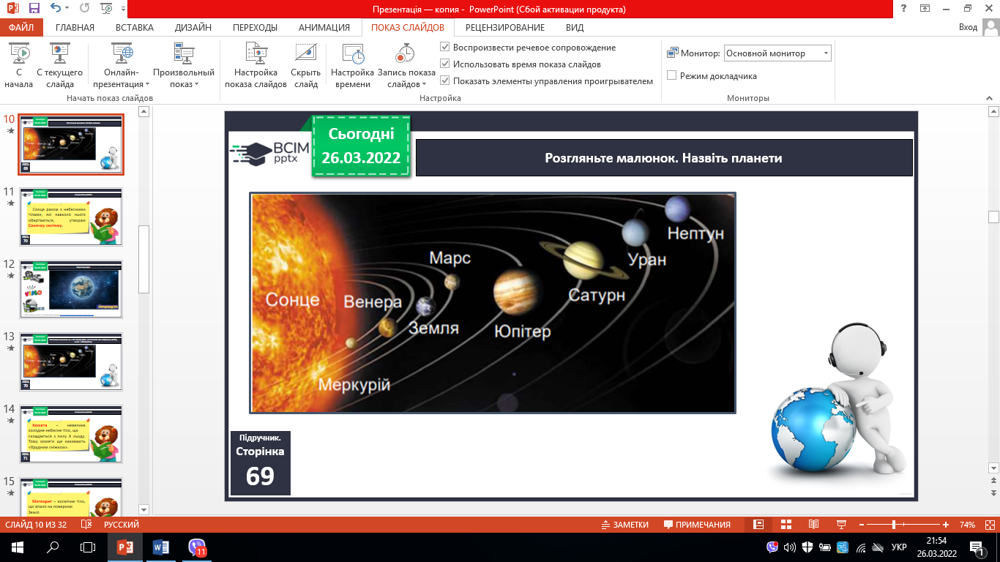 Презентація — копия - PowerPoint (Сбой активации продукта)
ФАЙЛ ГЛАВНАЯ ВСТАВКА ДИЗАЙН ПЕРЕХОДЫ АНИМАЦИЯ ПОКАЗ СЛАЙДОВ РЕЦЕНЗИРОВАНИЕ ВИД Вход
С начала
С текущего слайда
Онлайн-презентация
Произвольный показ
Начать показ слайдов
Настройка показа слайдов
Скрыть слайд
Настройка времени
Запись показа слайдов
Воспроизвести речевое сопровождение
Использовать время показа слайдов
Показать элементы управления проигрывателем
Настройка
Монитор: Основной монитор
Режим докладчика
Мониторы
10
11
Сонце разом з небесними
тілами, які навколо нього
обертаються, утворює
Сонячну систему.
70
12
13
70
14
Комета – невелике
холодне небесне тіло, що
складається з пилу й льоду.
Тому комети ще називають
«брудним сніжком».
71
15
Метеорит – космічне тіло,
що впало на поверхню
Землі.
ВСІМ
pptx
Сьогодні
26.03.2022
Розгляньте малюнок. Назвіть планети
Сонце
Меркурій
Венера
Земля
Марс
Юпітер
Сатурн
Уран
Нептун
Підручник.
Сторінка
69
СЛАЙД 10 ИЗ 32 РУССКИЙ ЗАМЕТКИ ПРИМЕЧАНИЯ 74%
11
УКР
21:54
26.03.2022
1